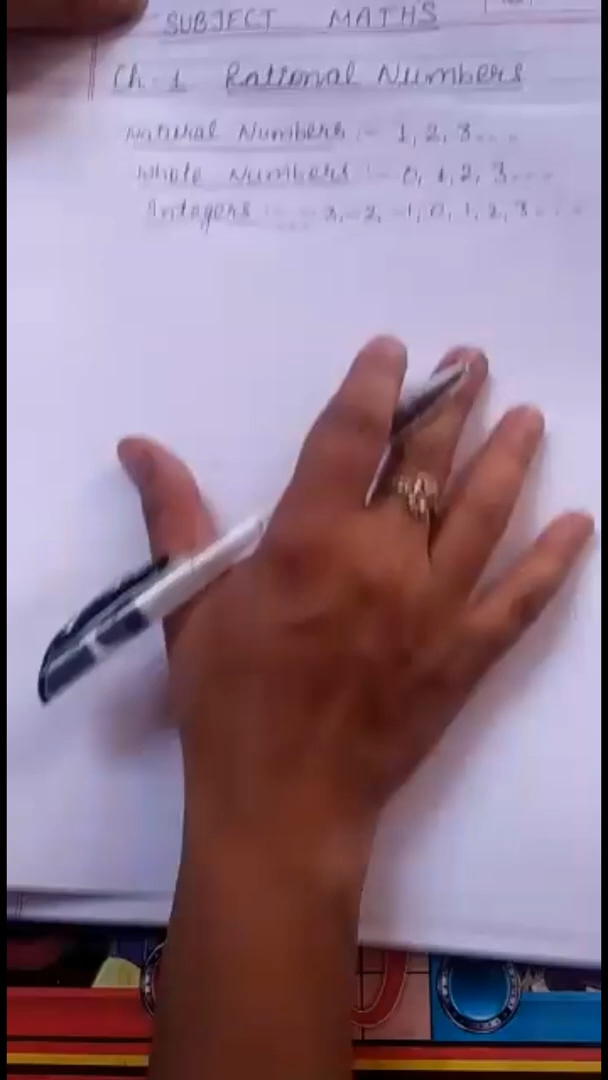 SUBJECT MATHS
Ch. 1 Rational Numbers
Natural Numbers :- 1, 2, 3....
Whole Numbers :- 0, 1, 2, 3....
Integers :- ....-3, -2, -1, 0, 1, 2, 3.....